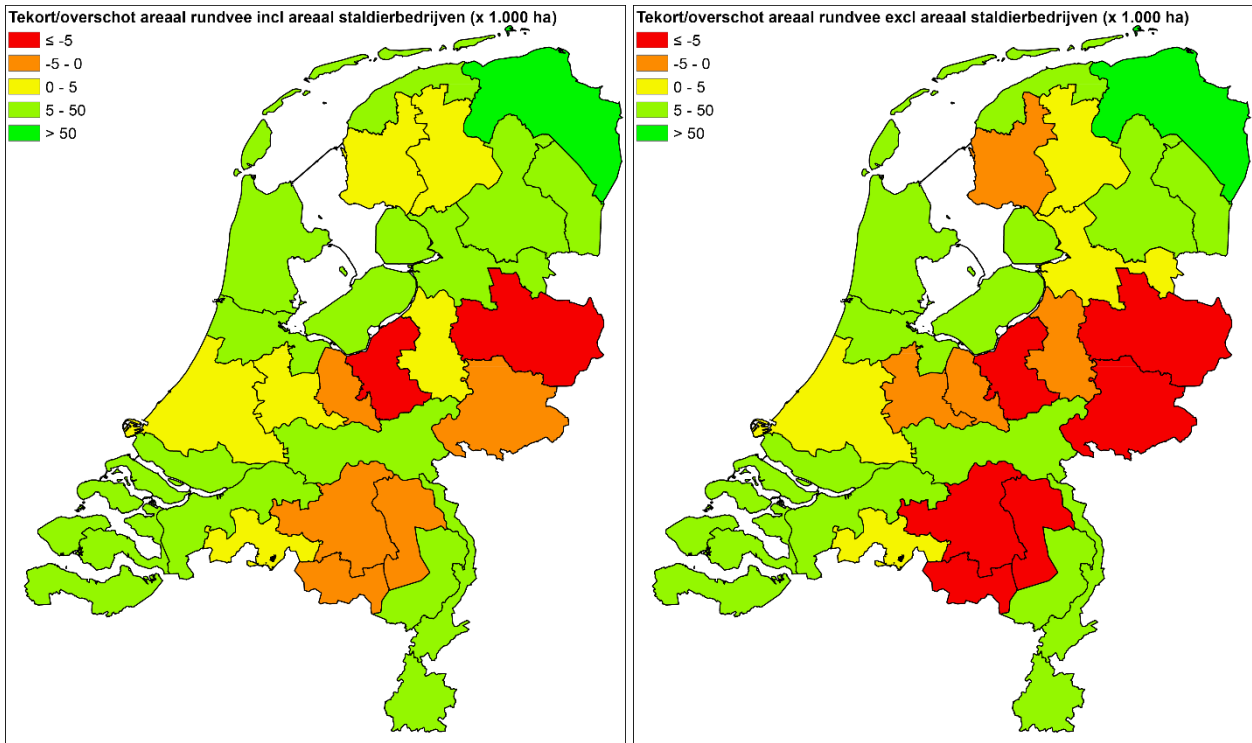 Tekort/overschot areaal rundvee incl areaal staldierbedrijven (x 1.000 ha)
≤ -5
-5 - 0
0 - 5
5 - 50
> 50
Tekort/overschot areaal rundvee excl areaal staldierbedrijven (x 1.000 ha)
≤ -5
-5 - 0
0 - 5
5 - 50
> 50